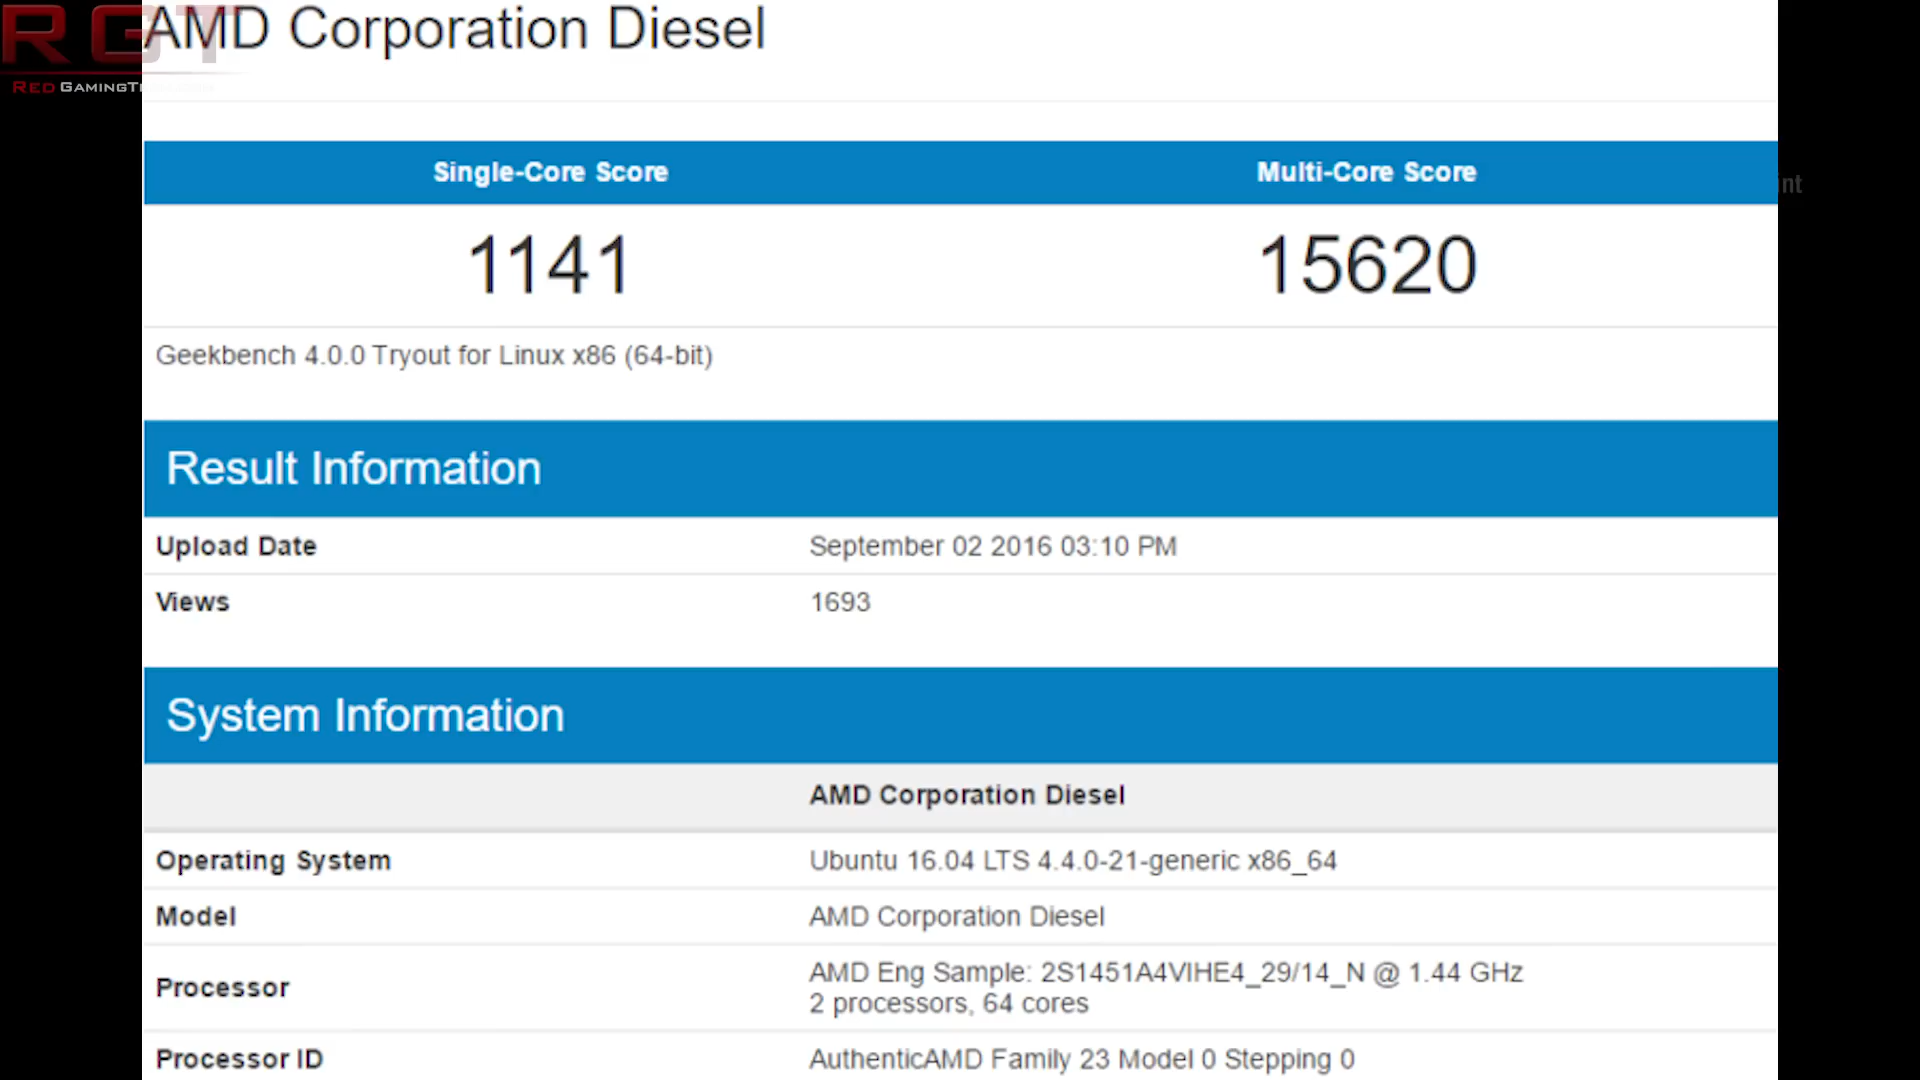 RGT
AMD Corporation Diesel
RED GAMINGT
Single-Core Score Multi-Core Score
int
1141 15620
Geekbench 4.0.0 Tryout for Linux x86 (64-bit)
Result Information
Upload Date September 02 2016 03:10 PM
Views 1693
System Information
AMD Corporation Diesel
Operating System Ubuntu 16.04 LTS 4.4.0-21-generic x86_64
Model AMD Corporation Diesel
Processor AMD Eng Sample: 2S1451A4VIHE4_29/14_N @ 1.44 GHz
2 processors, 64 cores
Processor ID AuthenticAMD Family 23 Model 0 Stepping 0